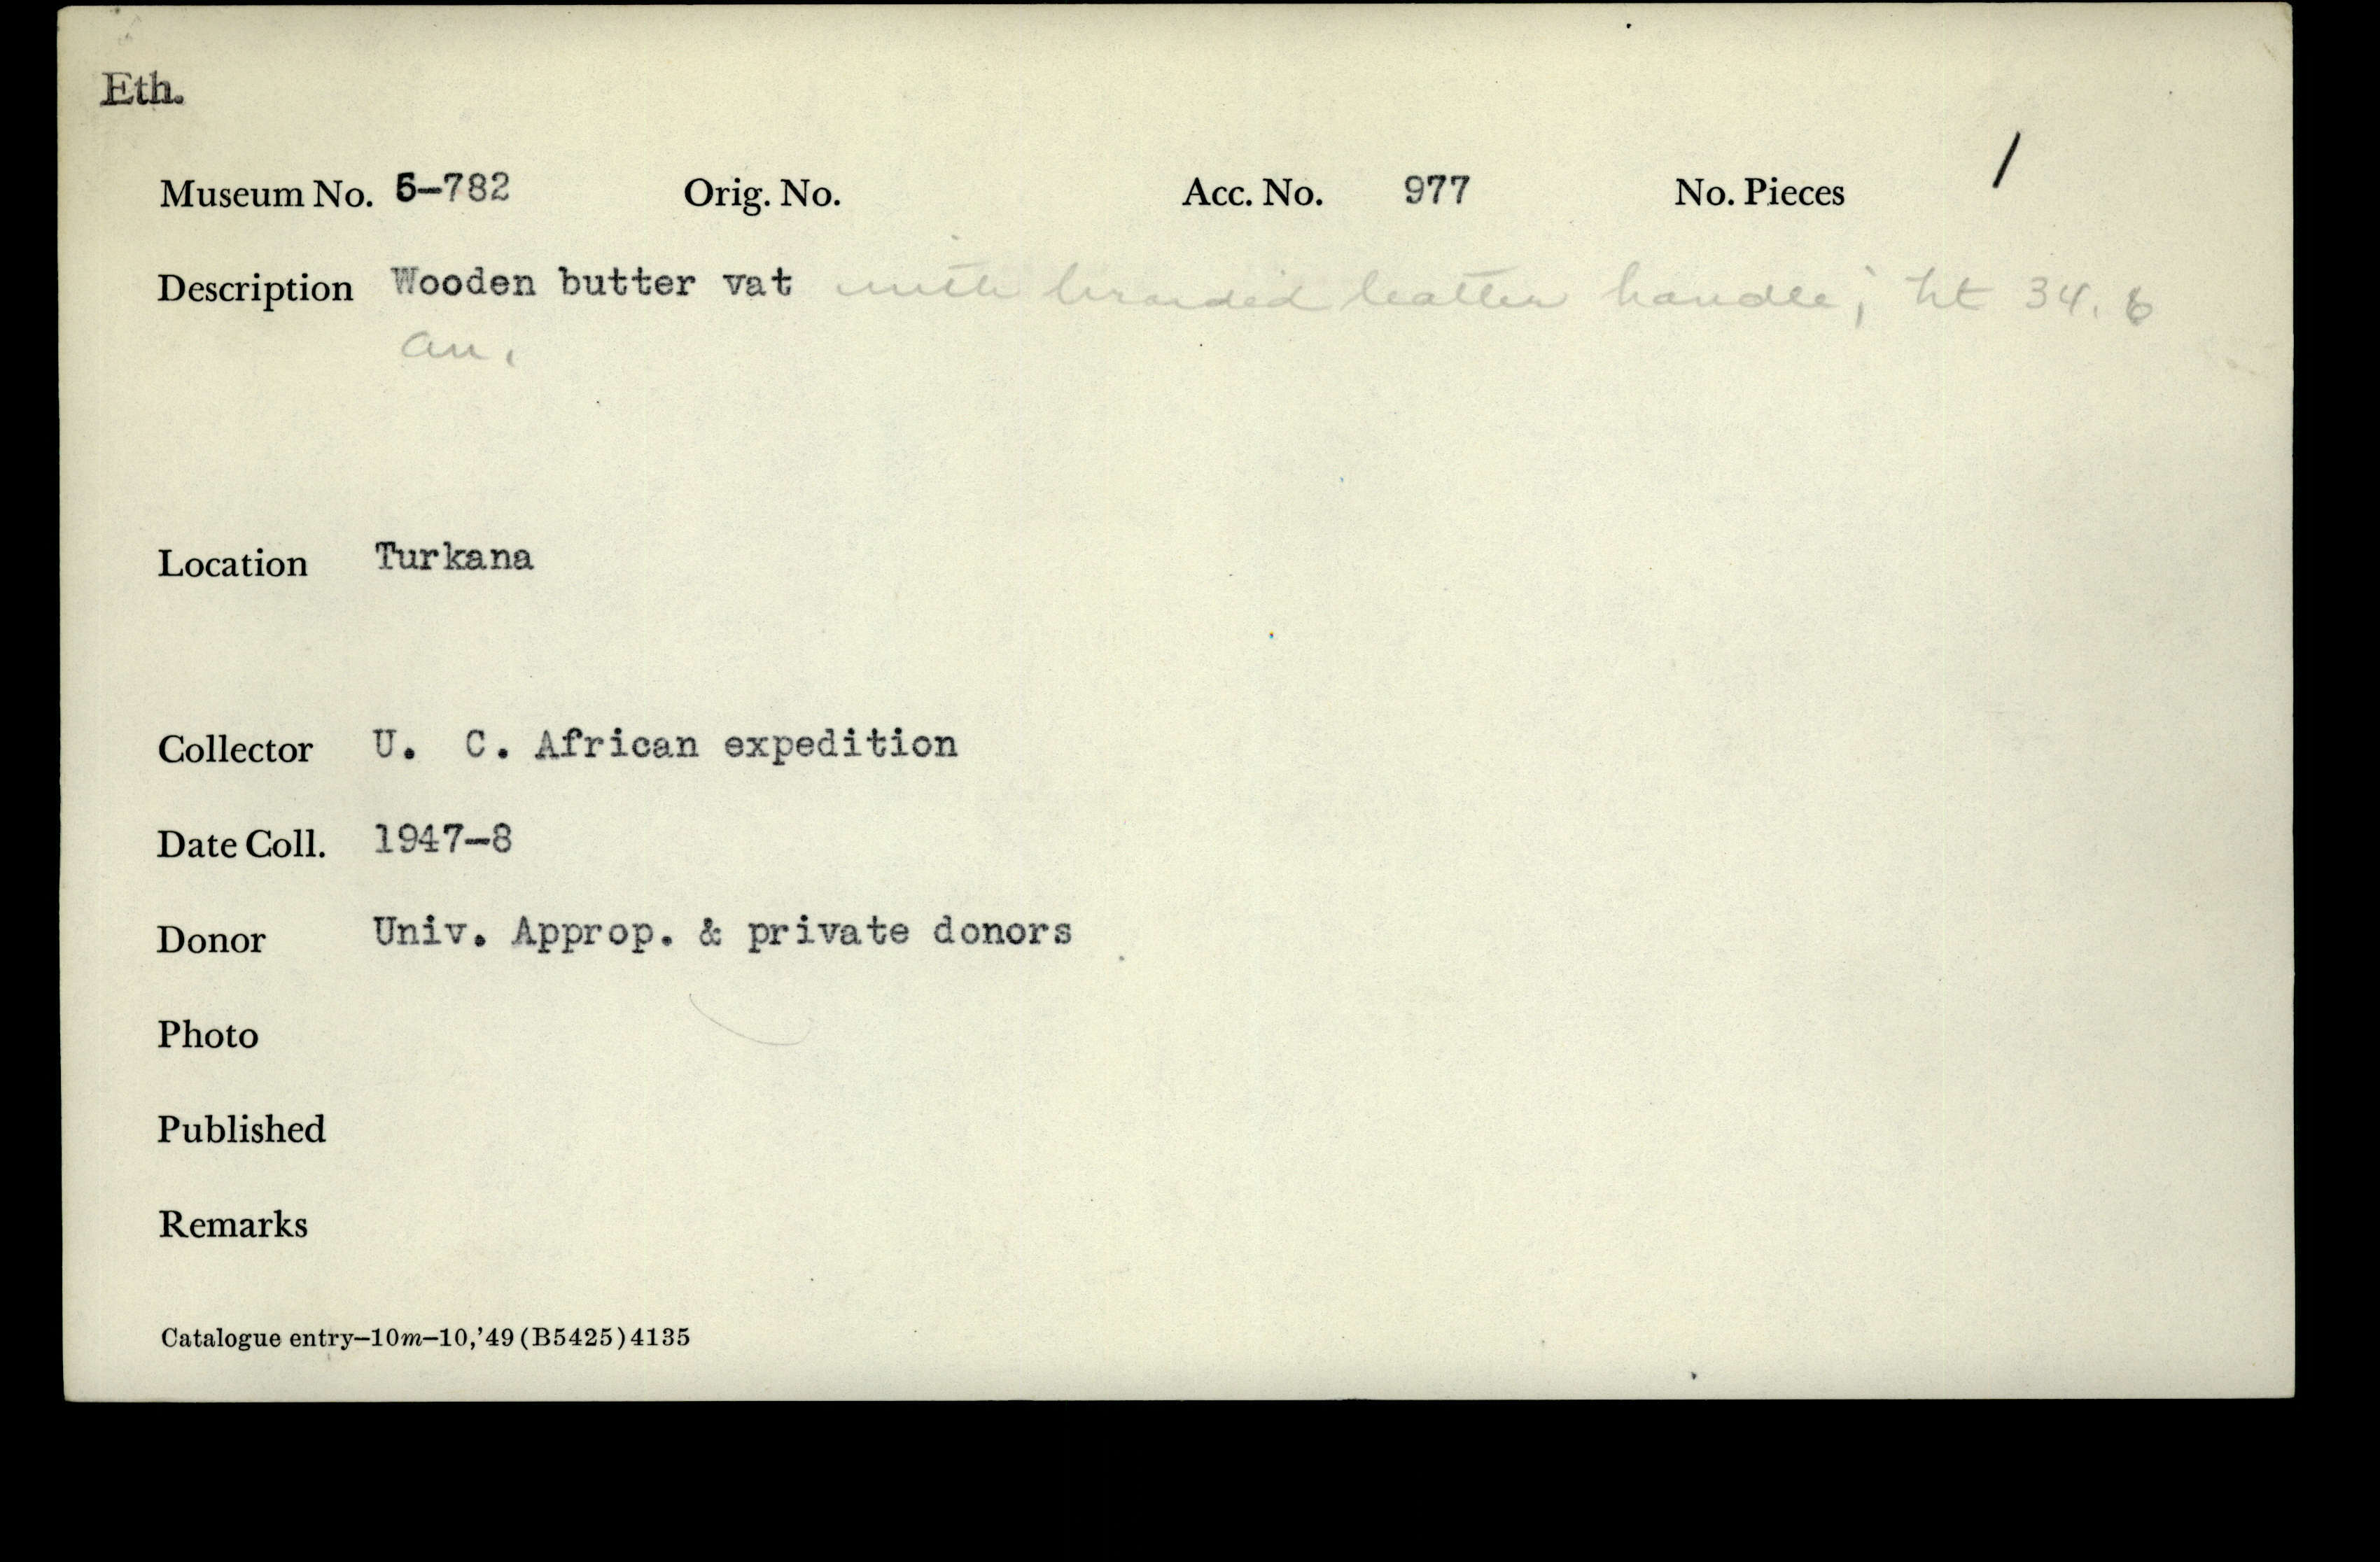 Eth.
Museum No. 5-782 Orig. No. Acc. No. 977 No. Pieces /
Description Wooden butter vat with braided leather handle; ht 34.6
cm.
Location Turkana
Collector U. C. African expedition
Date Coll. 1947-8
Donor Univ. Approp. & private donors
Photo
Published
Remarks
Catalogue entry—10m—10,'49(B5425)4135